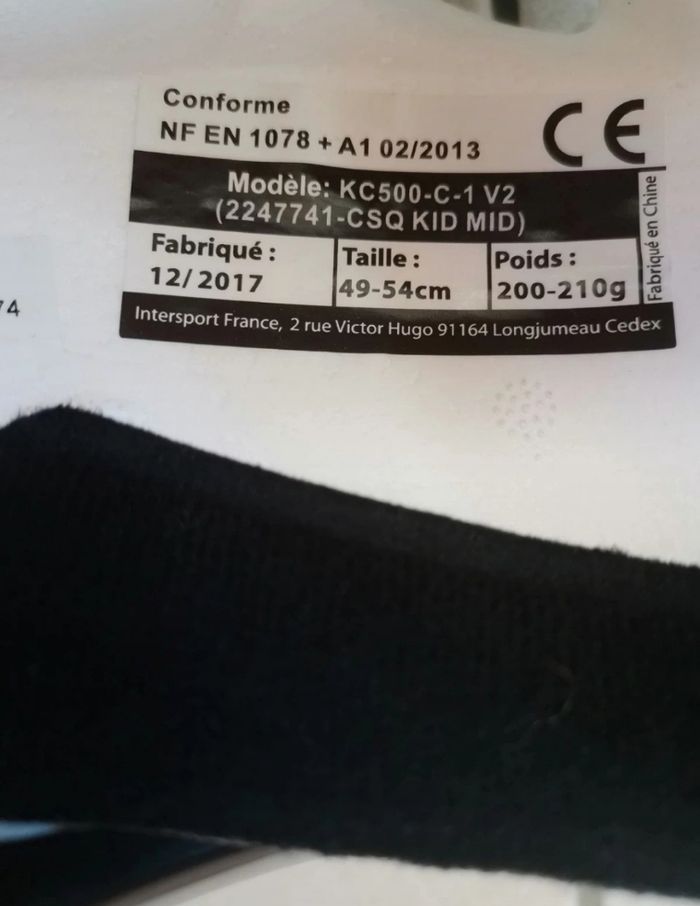 Conforme
NF EN 1078 + A1 02/2013
CE
Modèle: KC500-C-1 V2
(2247741-CSQ KID MID)
Fabriqué :
12/2017
Taille :
49-54cm
Poids :
200-210g
Fabriqué en Chine
Intersport France, 2 rue Victor Hugo 91164 Longjumeau Cedex